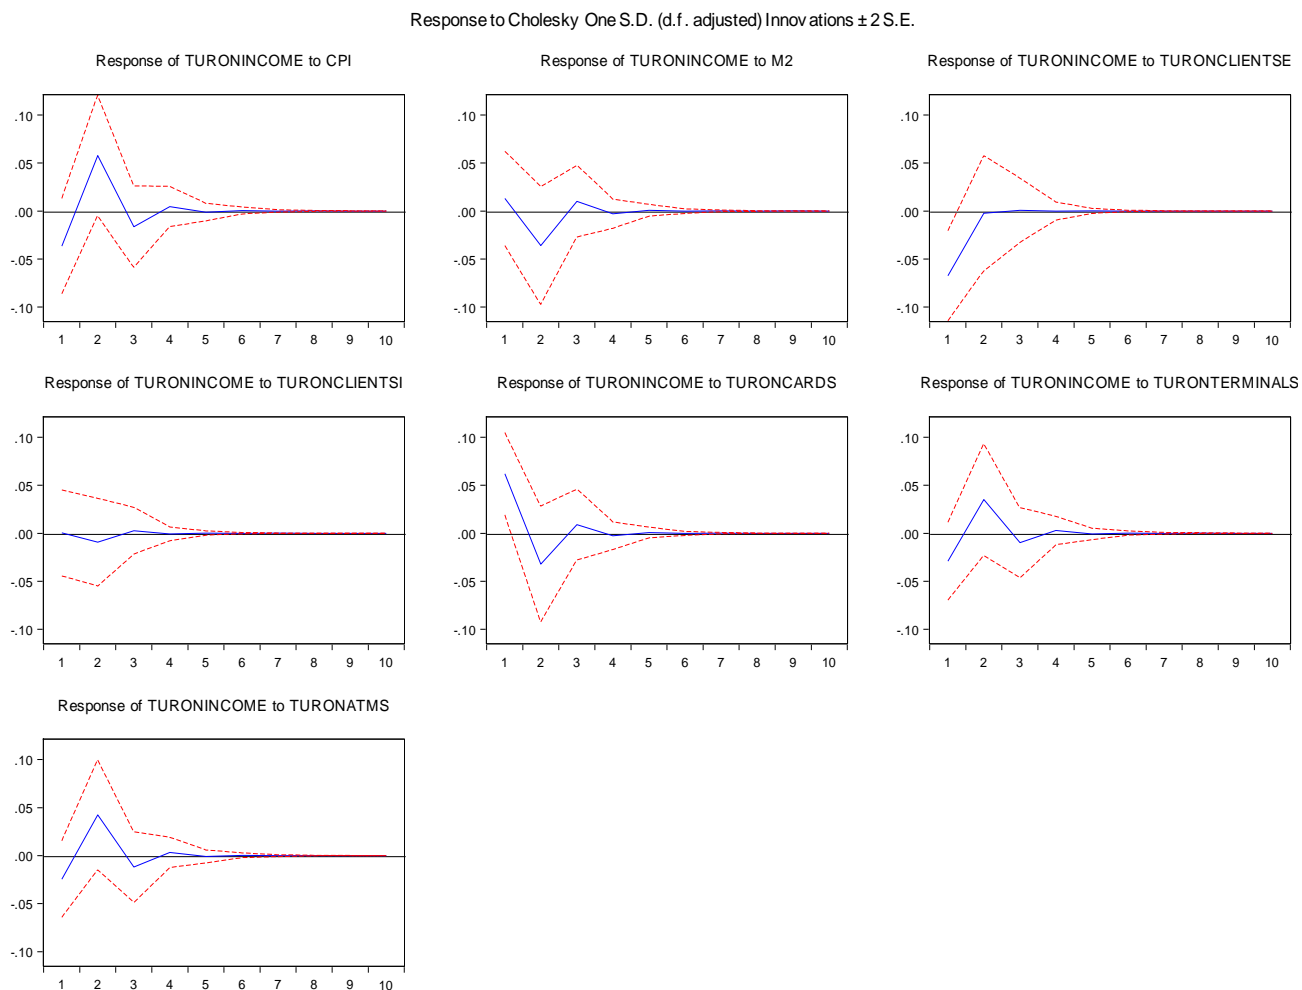 Response to Cholesky One S.D. (d.f. adjusted) Innovations ± 2 S.E.
Response of TURONINCOME to CPI
.10
.05
.00
-.05
-.10
1 2 3 4 5 6 7 8 9 10
Response of TURONINCOME to M2
.10
.05
.00
-.05
-.10
1 2 3 4 5 6 7 8 9 10
Response of TURONINCOME to TURONCLIENTSE
.10
.05
.00
-.05
-.10
1 2 3 4 5 6 7 8 9 10
Response of TURONINCOME to TURONCLIENTSI
.10
.05
.00
-.05
-.10
1 2 3 4 5 6 7 8 9 10
Response of TURONINCOME to TURONCARDS
.10
.05
.00
-.05
-.10
1 2 3 4 5 6 7 8 9 10
Response of TURONINCOME to TURONTERMINALS
.10
.05
.00
-.05
-.10
1 2 3 4 5 6 7 8 9 10
Response of TURONINCOME to TURONATMS
.10
.05
.00
-.05
-.10
1 2 3 4 5 6 7 8 9 10